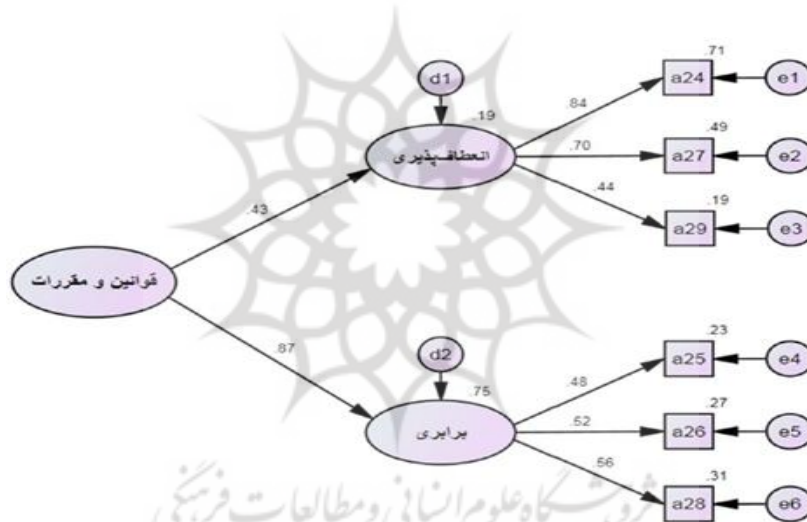 .71
d1
a24
e1
.84
.19
.49
انعطاف‌پذیری
.70
a27
e2
.44
.19
.43
a29
e3
قوانین و مقررات
.23
.87
d2
a25
e4
.48
.75
.27
برابری
.52
a26
e5
.56
.31
a28
e6
پژوهشگاه علوم انسانی و مطالعات فرهنگی